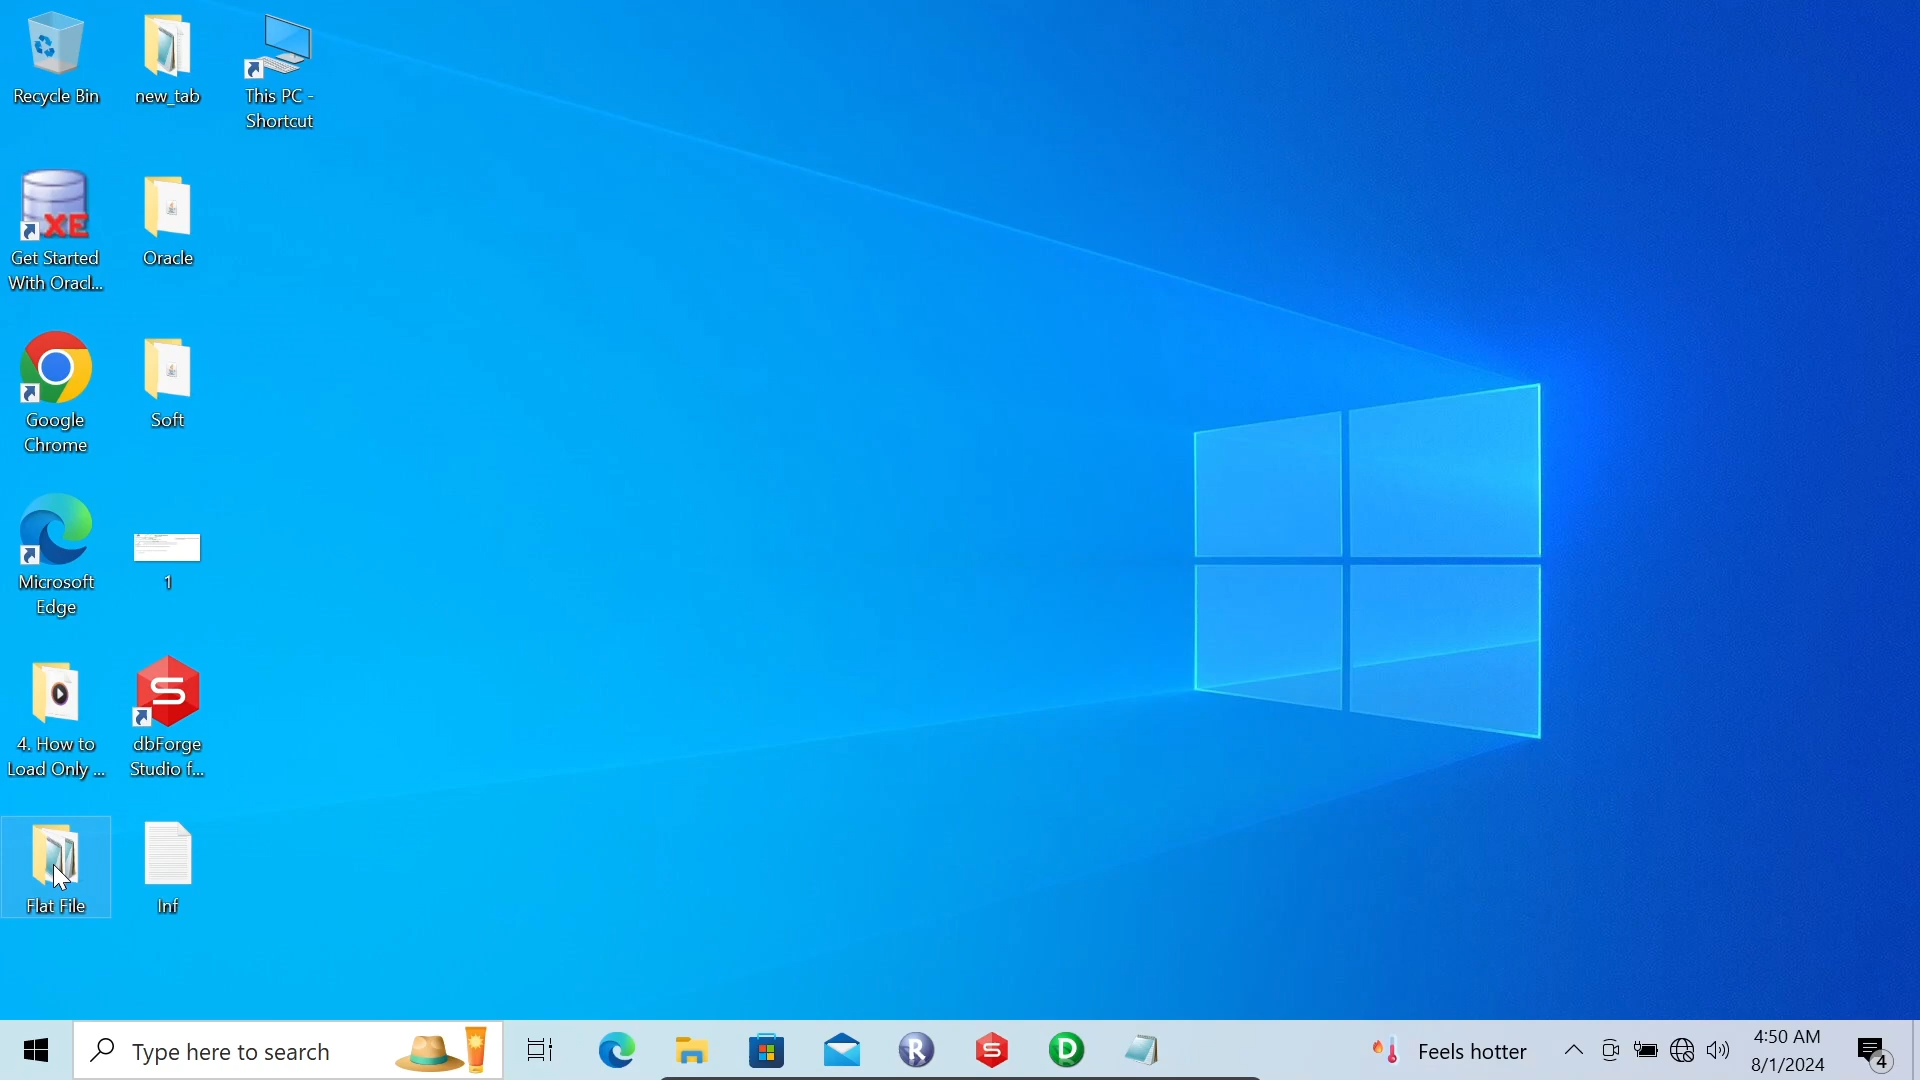 Recycle Bin
new_tab
This PC -
Shortcut
XE
Get Started
With Oracl...
Oracle
Google
Chrome
Soft
Microsoft
Edge
1
4. How to
Load Only ...
S
dbForge
Studio f...
Flat File
Inf
Type here to search
R
S
D
Feels hotter
4:50 AM
8/1/2024
4